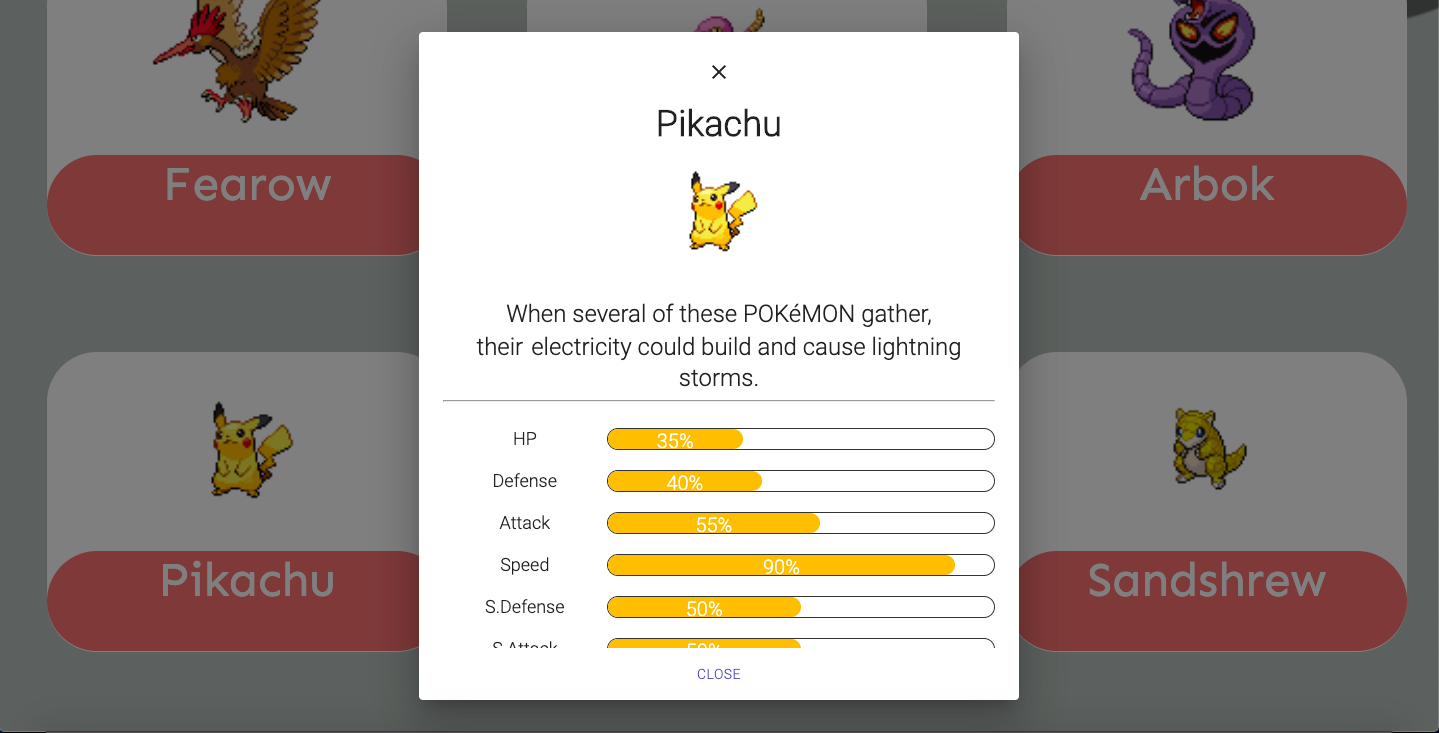 Fearow
Arbok
Pikachu
Sandshrew
Pikachu
When several of these POKéMON gather,
their electricity could build and cause lightning
storms.
HP 35%
Defense 40%
Attack 55%
Speed 90%
S.Defense 50%
S.Attack 50%
CLOSE